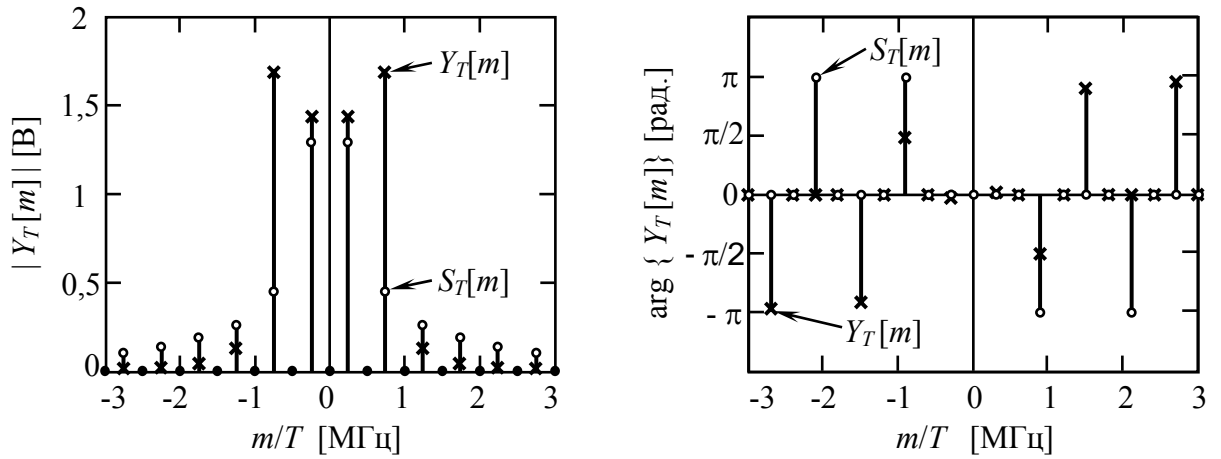 |Y_T[m]| [В]
2
1,5
1
0,5
0
Y_T[m]
S_T[m]
-3 -2 -1 0 1 2 3
m/T [МГц]
arg { Y_T[m]} [рад.]
π
π/2
0
- π/2
- π
S_T[m]
Y_T[m]
-3 -2 -1 0 1 2 3
m/T [МГц]